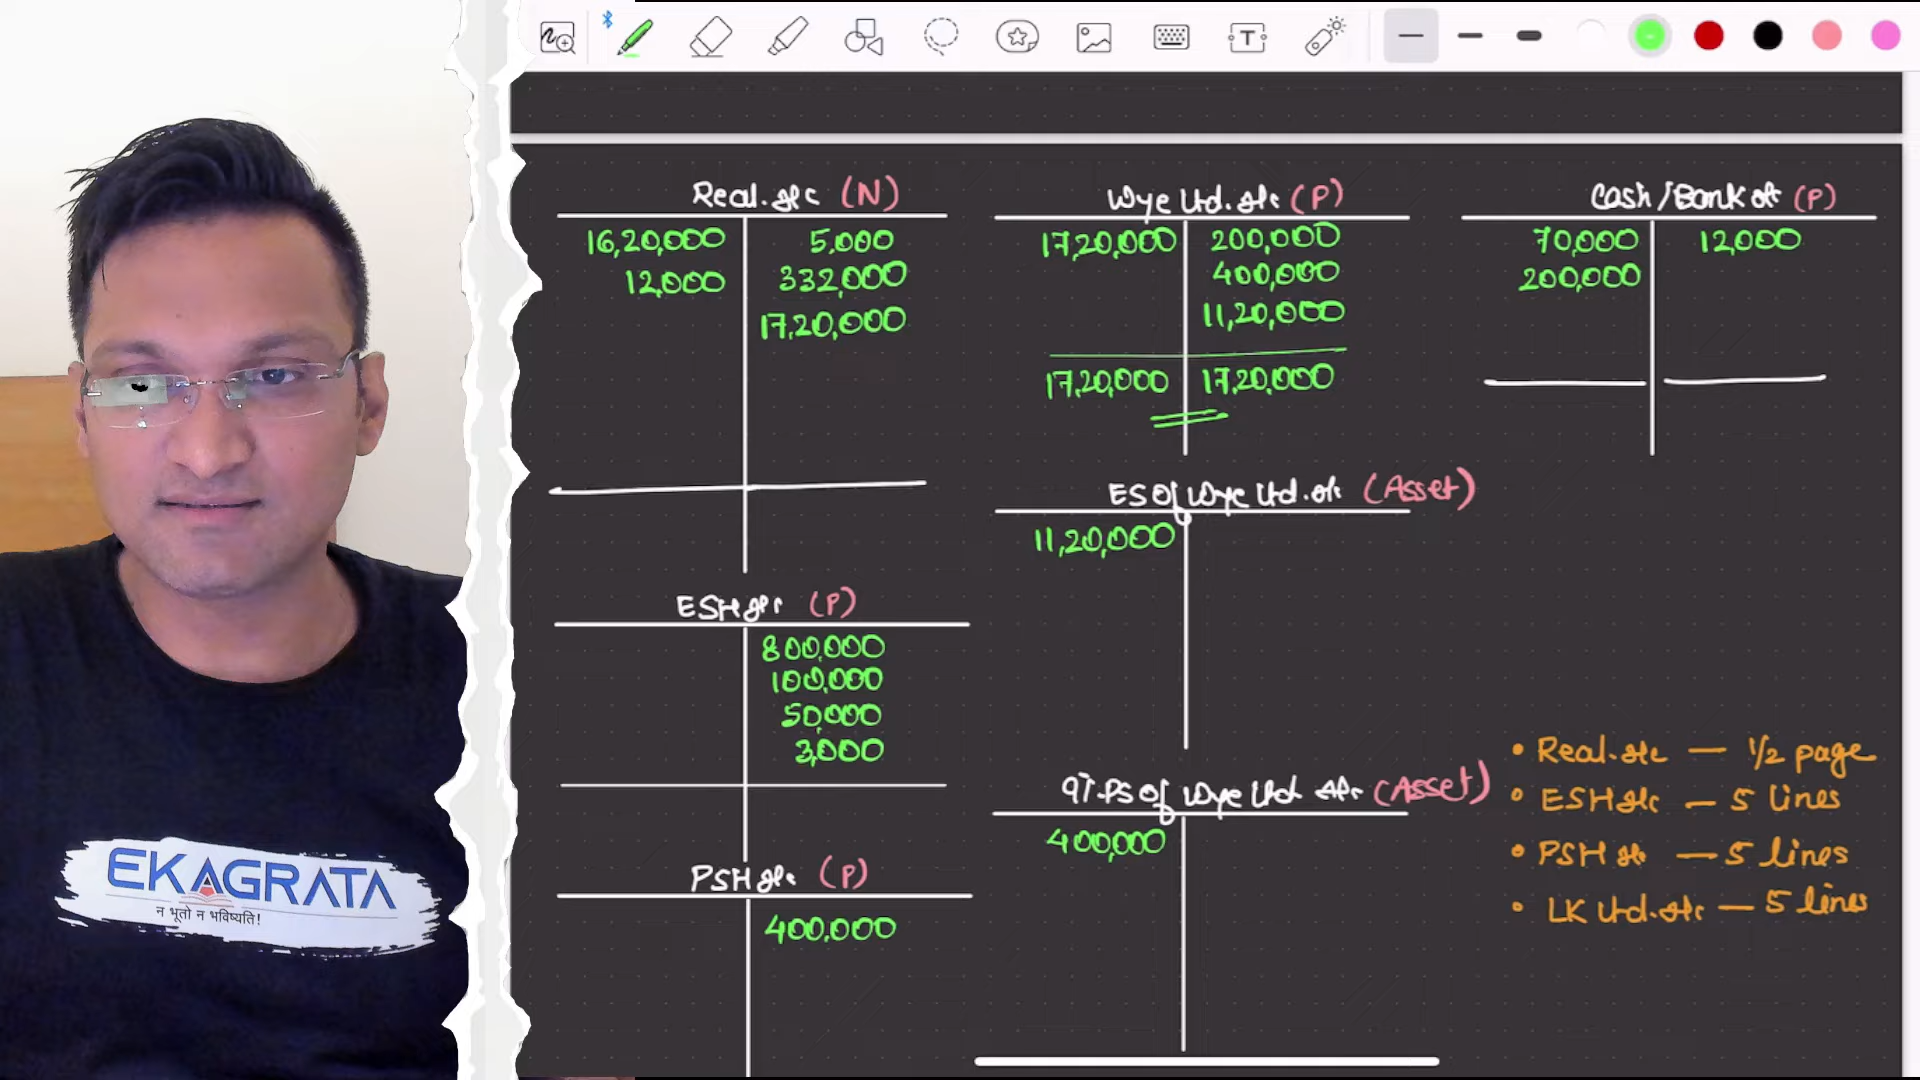 Real. a/c (N)
16,20,000
5,000
12,000
332,000
17,20,000
Wye Ltd. a/c (P)
17,20,000
200,000
400,000
11,20,000
17,20,000
17,20,000
Cash/Bank a/c (P)
70,000
12,000
200,000
ES Of Wye Ltd. a/c (Asset)
11,20,000
ESH a/c (P)
800,000
100,000
50,000
3,000
9%.PS Of Wye Ltd. a/c (Asset)
400,000
PSH a/c (P)
400,000
• Real. a/c — 1/2 page
• ESH a/c — 5 lines
• PSH a/c — 5 lines
• LK Ltd. a/c — 5 lines
EKAGRATA
न भूतो न भविष्यति!
T